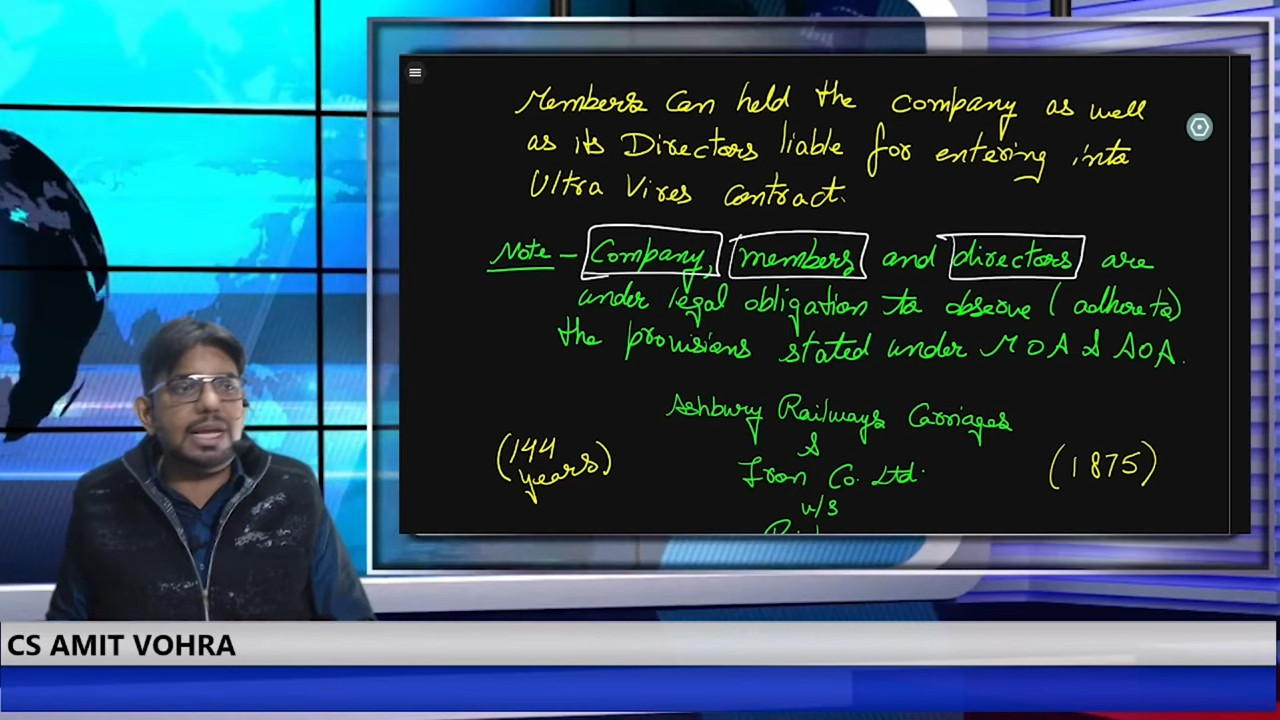 Members Can held the company as well
as its Directors liable for entering into
Ultra Vires contract.
Note - Company, members and directors are
under legal obligation to observe (adhere to)
the provisions stated under MOA & AOA.
Ashbury Railways Carriages
&
Iron Co. Ltd.
v/s
(144
years)
(1875)
CS AMIT VOHRA